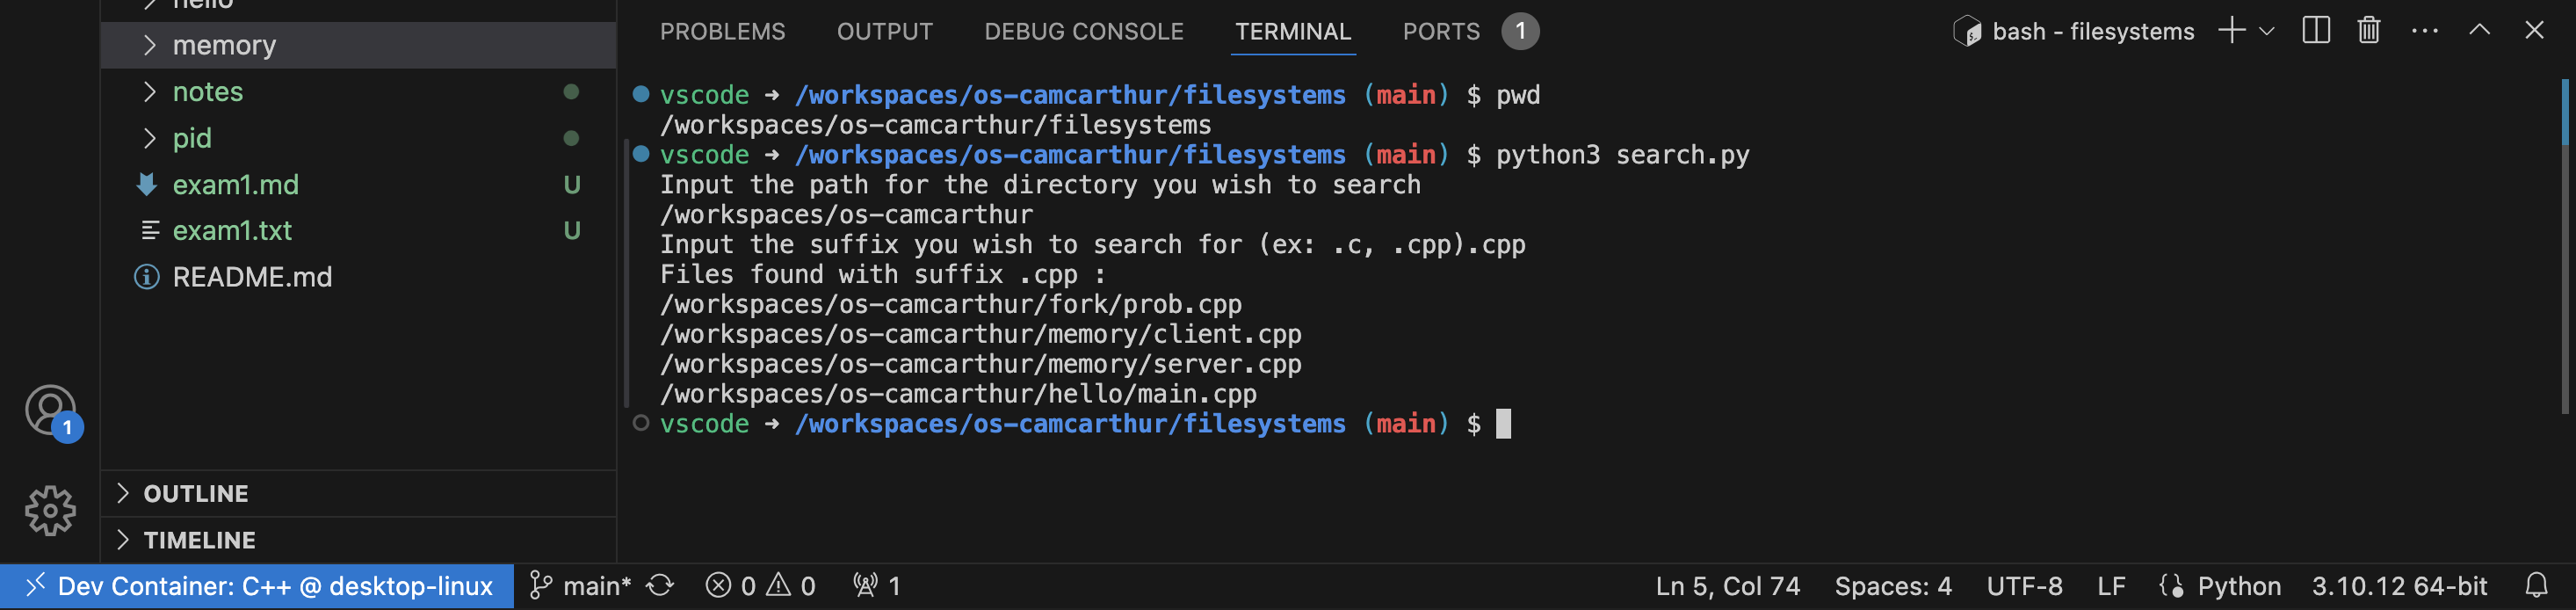 hello
memory
notes
pid
exam1.md U
exam1.txt U
README.md
OUTLINE
TIMELINE
1
PROBLEMS OUTPUT DEBUG CONSOLE TERMINAL PORTS 1
bash - filesystems
vscode ➜ /workspaces/os-camcarthur/filesystems (main) $ pwd
/workspaces/os-camcarthur/filesystems
vscode ➜ /workspaces/os-camcarthur/filesystems (main) $ python3 search.py
Input the path for the directory you wish to search
/workspaces/os-camcarthur
Input the suffix you wish to search for (ex: .c, .cpp).cpp
Files found with suffix .cpp :
/workspaces/os-camcarthur/fork/prob.cpp
/workspaces/os-camcarthur/memory/client.cpp
/workspaces/os-camcarthur/memory/server.cpp
/workspaces/os-camcarthur/hello/main.cpp
vscode ➜ /workspaces/os-camcarthur/filesystems (main) $
Dev Container: C++ @ desktop-linux main* 0 0 1 Ln 5, Col 74 Spaces: 4 UTF-8 LF Python 3.10.12 64-bit